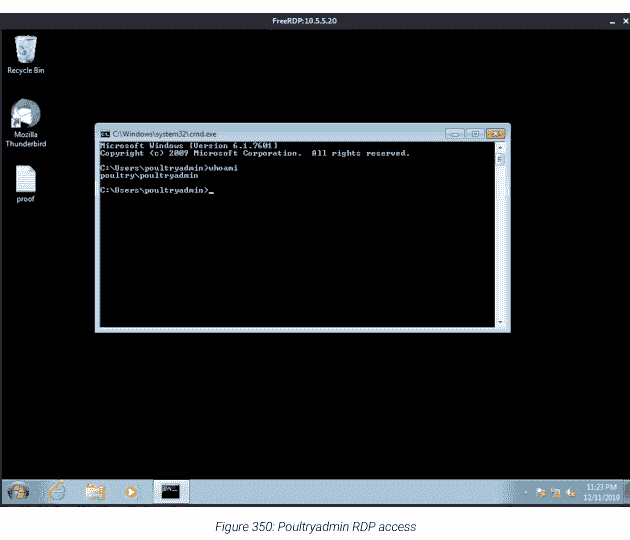 FreeRDP:10.5.5.20
Recycle Bin
C:\Windows\system32\cmd.exe
Microsoft Windows [Version 6.1.7601]
Copyright (c) 2009 Microsoft Corporation. All rights reserved.
C:\Users\poultryadmin>whoami
poultry\poultryadmin
C:\Users\poultryadmin>_
Mozilla
Thunderbird
proof
11:23 PM
12/11/2019
Figure 350: Poultryadmin RDP access